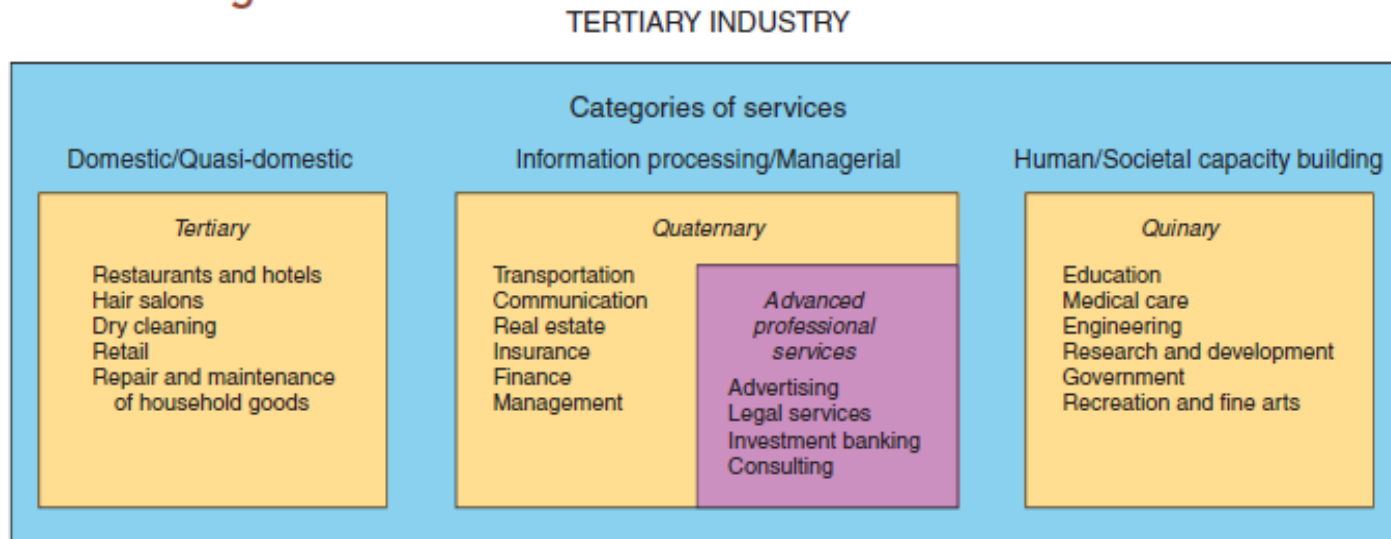 TERTIARY INDUSTRY
Categories of services
Domestic/Quasi-domestic
Tertiary
Restaurants and hotels
Hair salons
Dry cleaning
Retail
Repair and maintenance
of household goods
Information processing/Managerial
Quaternary
Transportation
Communication
Real estate
Insurance
Finance
Management
Advanced
professional
services
Advertising
Legal services
Investment banking
Consulting
Human/Societal capacity building
Quinary
Education
Medical care
Engineering
Research and development
Government
Recreation and fine arts